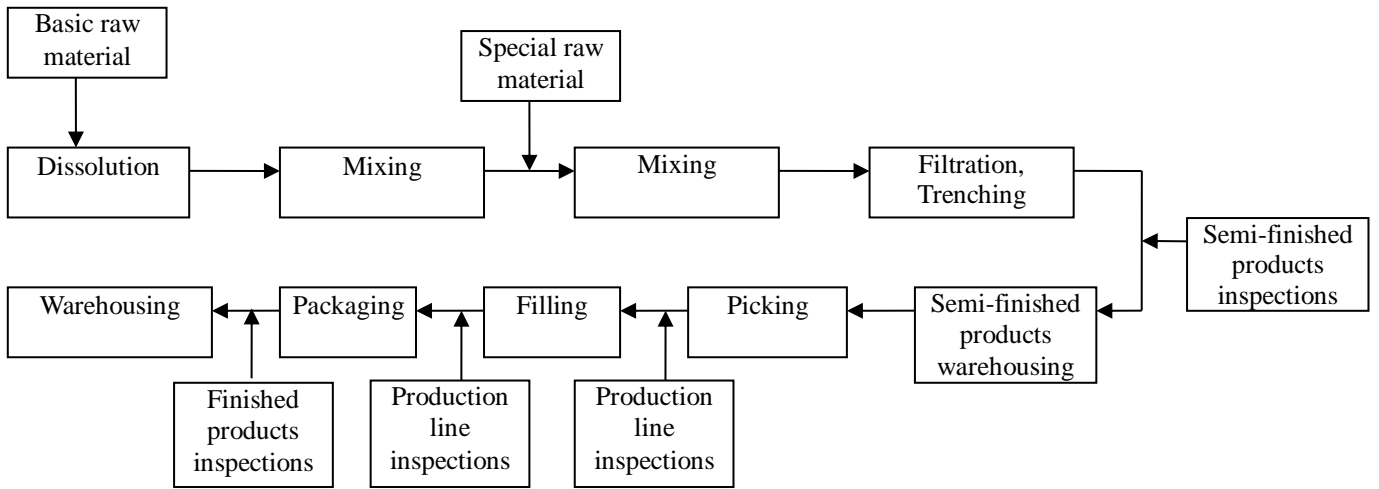 Basic raw
material
Special raw
material
Dissolution
Mixing
Mixing
Filtration,
Trenching
Semi-finished
products
inspections
Warehousing
Packaging
Filling
Picking
Semi-finished
products
warehousing
Finished
products
inspections
Production
line
inspections
Production
line
inspections